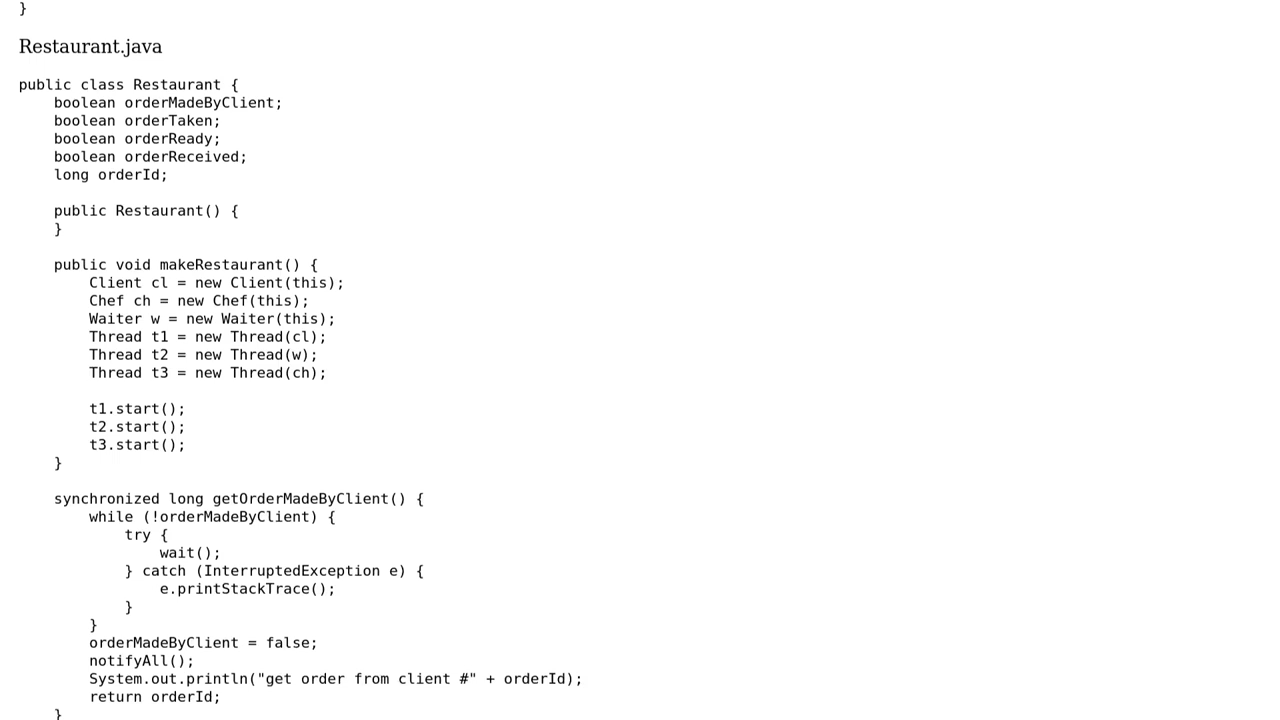 }
Restaurant.java
public class Restaurant {
    boolean orderMadeByClient;
    boolean orderTaken;
    boolean orderReady;
    boolean orderReceived;
    long orderId;

    public Restaurant() {
    }

    public void makeRestaurant() {
        Client cl = new Client(this);
        Chef ch = new Chef(this);
        Waiter w = new Waiter(this);
        Thread t1 = new Thread(cl);
        Thread t2 = new Thread(w);
        Thread t3 = new Thread(ch);

        t1.start();
        t2.start();
        t3.start();
    }

    synchronized long getOrderMadeByClient() {
        while (!orderMadeByClient) {
            try {
                wait();
            } catch (InterruptedException e) {
                e.printStackTrace();
            }
        }
        orderMadeByClient = false;
        notifyAll();
        System.out.println("get order from client #" + orderId);
        return orderId;
    }